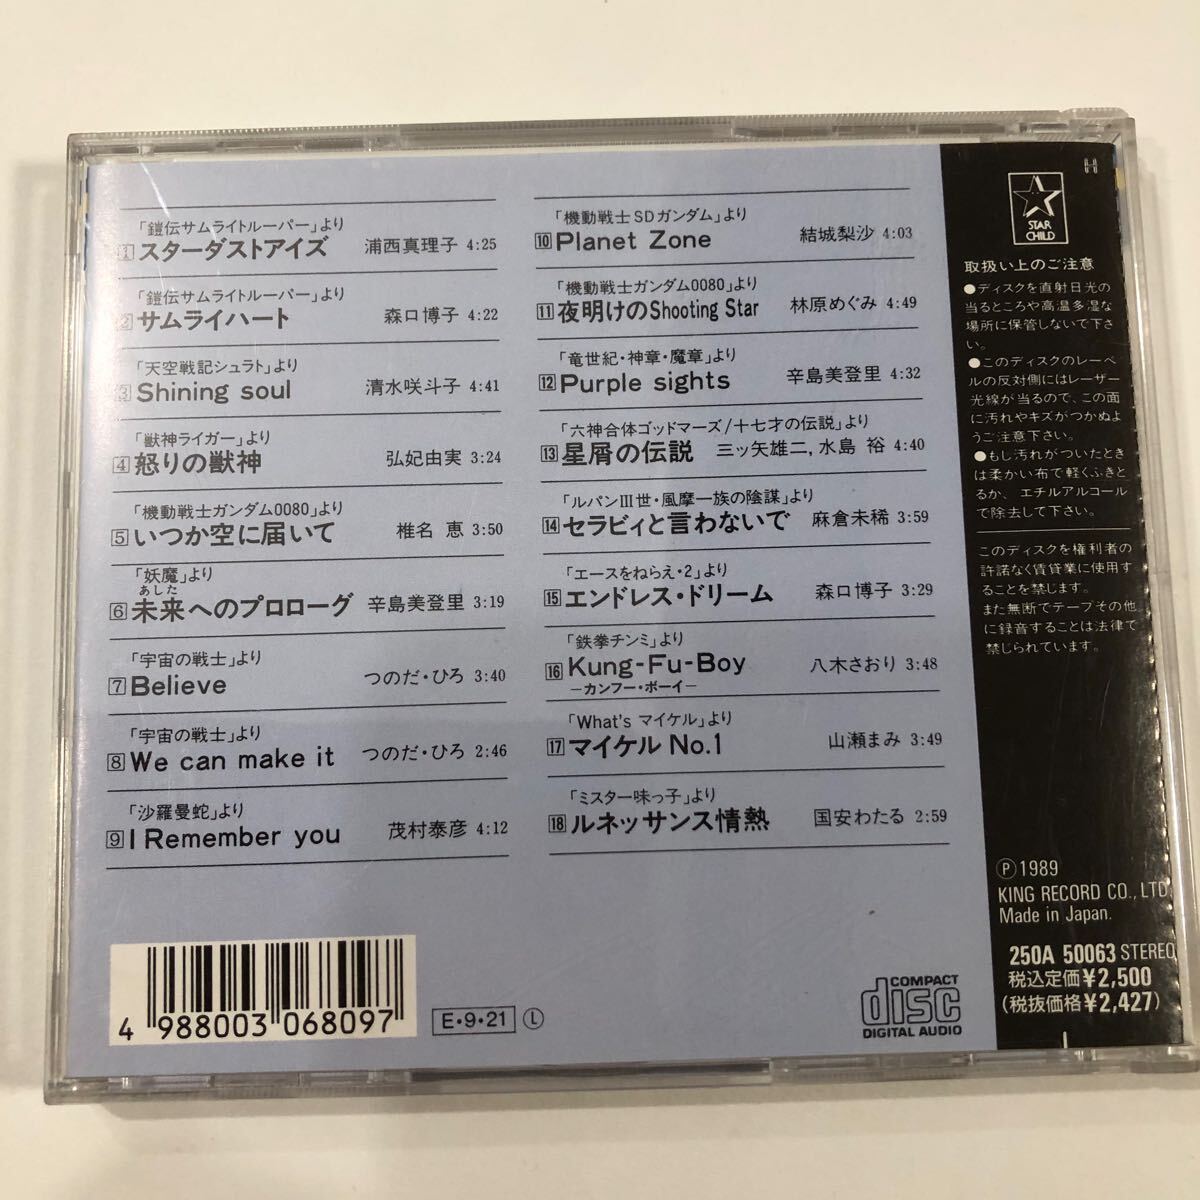 「鎧伝サムライトルーパー」より
1 スターダストアイズ 浦西真理子 4:25
「鎧伝サムライトルーパー」より
2 サムライハート 森口博子 4:22
「天空戦記シュラト」より
3 Shining soul 清水咲斗子 4:41
「獣神ライガー」より
4 怒りの獣神 弘妃由実 3:24
「機動戦士ガンダム0080」より
5 いつか空に届いて 椎名 恵 3:50
「妖魔」より
あした
6 未来へのプロローグ 辛島美登里 3:19
「宇宙の戦士」より
7 Believe つのだ・ひろ 3:40
「宇宙の戦士」より
8 We can make it つのだ・ひろ 2:46
「沙羅曼蛇」より
9 I Remember you 茂村泰彦 4:12
「機動戦士SDガンダム」より
10 Planet Zone 結城梨沙 4:03
「機動戦士ガンダム0080」より
11 夜明けのShooting Star 林原めぐみ 4:49
「竜世紀・神章・魔章」より
12 Purple sights 辛島美登里 4:32
「六神合体ゴッドマーズ/十七才の伝説」より
13 星屑の伝説 三ッ矢雄二, 水島 裕 4:40
「ルパンIII世・風摩一族の陰謀」より
14 セラビィと言わないで 麻倉未稀 3:59
「エースをねらえ・2」より
15 エンドレス・ドリーム 森口博子 3:29
「鉄拳チンミ」より
16 Kung-Fu-Boy 八木さおり 3:48
−カンフー・ボーイ−
「What's マイケル」より
17 マイケル No.1 山瀬まみ 3:49
「ミスター味っ子」より
18 ルネッサンス情熱 国安わたる 2:59
4 988003 068097
E・9・21 L
COMPACT
disc
DIGITAL AUDIO
STAR
CHILD
取扱い上のご注意
●ディスクを直射日光の
当るところや高温多湿な
場所に保管しないで下さ
い。
●このディスクのレーベ
ルの反対側にはレーザー
光線が当るので、この面
に汚れやキズがつかぬよ
うご注意下さい。
●もし汚れがついたとき
は柔かい布で軽くふきと
るか、エチルアルコール
で除去して下さい。
このディスクを権利者の
許諾なく賃貸業に使用す
ることを禁じます。
また無断でテープその他
に録音することは法律で
禁じられています。
Ⓟ 1989
KING RECORD CO., LTD.
Made in Japan.
250A 50063 STEREO
税込定価¥2,500
(税抜価格¥2,427)